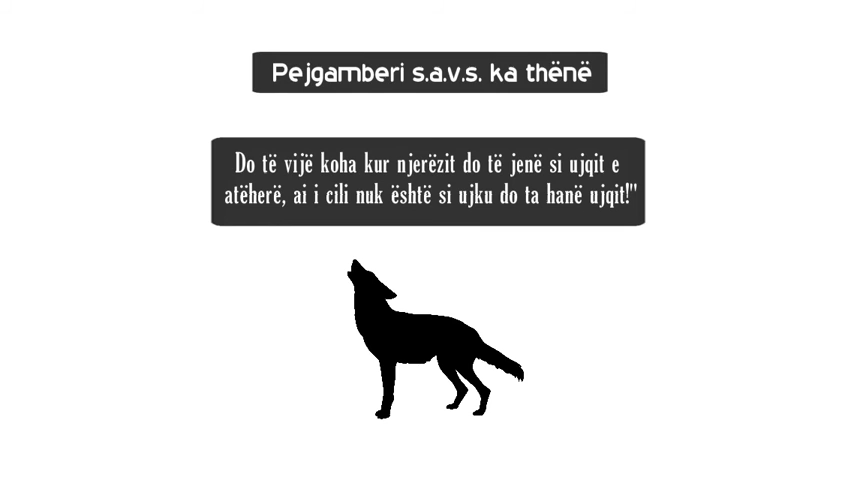 Pejgamberi s.a.v.s. ka thënë
Do të vijë koha kur njerëzit do të jenë si ujqit e
atëherë, ai i cili nuk është si ujku do ta hanë ujqit!"